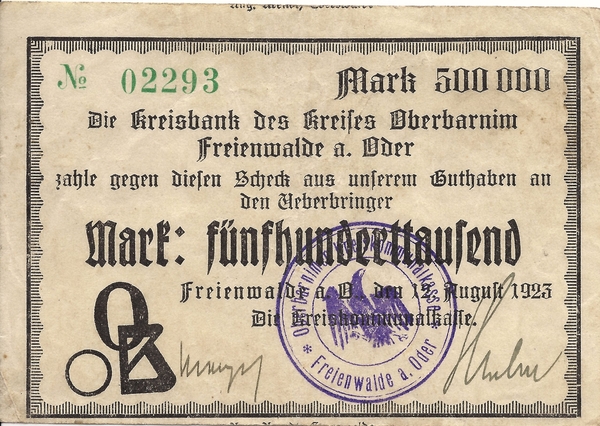 № 02293 Mark 500 000
Die Kreisbank des Kreises Oberbarnim
Freienwalde a. Oder
zahle gegen diesen Scheck aus unserem Guthaben an
den Ueberbringer
Mark: fünfhunderttausend
Freienwalde a. O., den 12. August 1923
Die Kreiskommunalkasse.
Freienwalde a. Oder